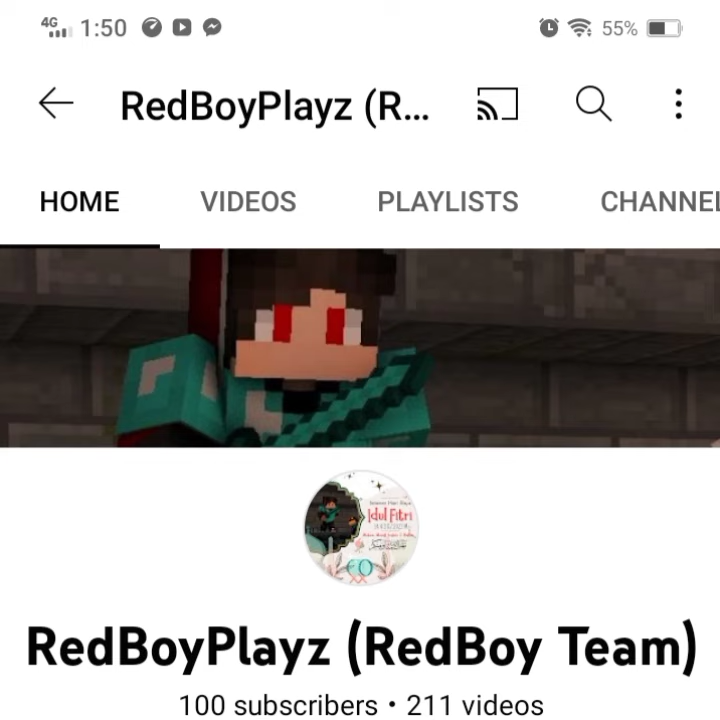 4G 1:50 55%
RedBoyPlayz (R...
HOME VIDEOS PLAYLISTS CHANNEL
Idul Fitri
RedBoyPlayz (RedBoy Team)
100 subscribers • 211 videos